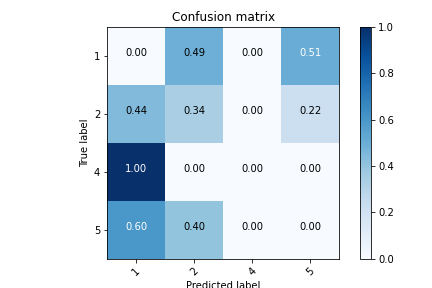 Confusion matrix
1.0
1 0.00 0.49 0.00 0.51
0.8
2 0.44 0.34 0.00 0.22
0.6
True label
0.4
4 1.00 0.00 0.00 0.00
0.2
5 0.60 0.40 0.00 0.00
0.0
1 2 4 5
Predicted label